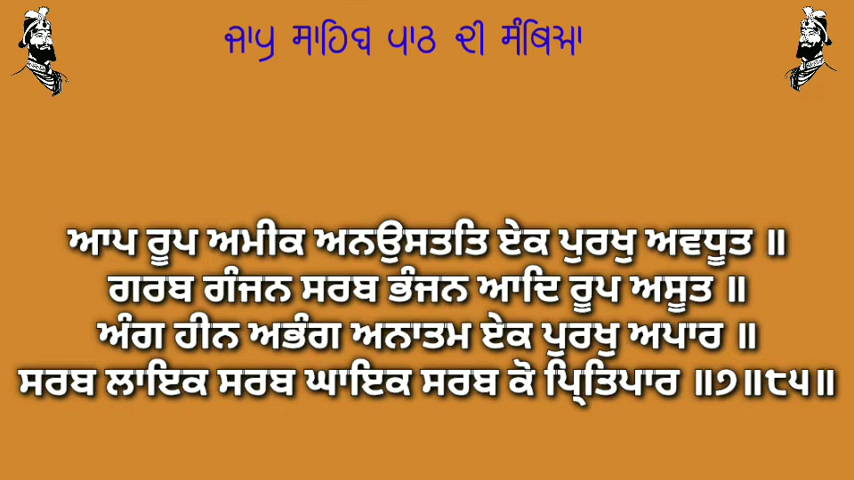 ਜਾਪੁ ਸਾਹਿਬ ਪਾਠ ਦੀ ਸੰਥਿਆ
ਆਪ ਰੂਪ ਅਮੀਕ ਅਨਉਸਤਤਿ ਏਕ ਪੁਰਖੁ ਅਵਧੂਤ ॥
ਗਰਬ ਗੰਜਨ ਸਰਬ ਭੰਜਨ ਆਦਿ ਰੂਪ ਅਸੂਤ ॥
ਅੰਗ ਹੀਨ ਅਭੰਗ ਅਨਾਤਮ ਏਕ ਪੁਰਖੁ ਅਪਾਰ ॥
ਸਰਬ ਲਾਇਕ ਸਰਬ ਘਾਇਕ ਸਰਬ ਕੋ ਪ੍ਰਿਤਿਪਾਰ ॥੭॥੮੫॥